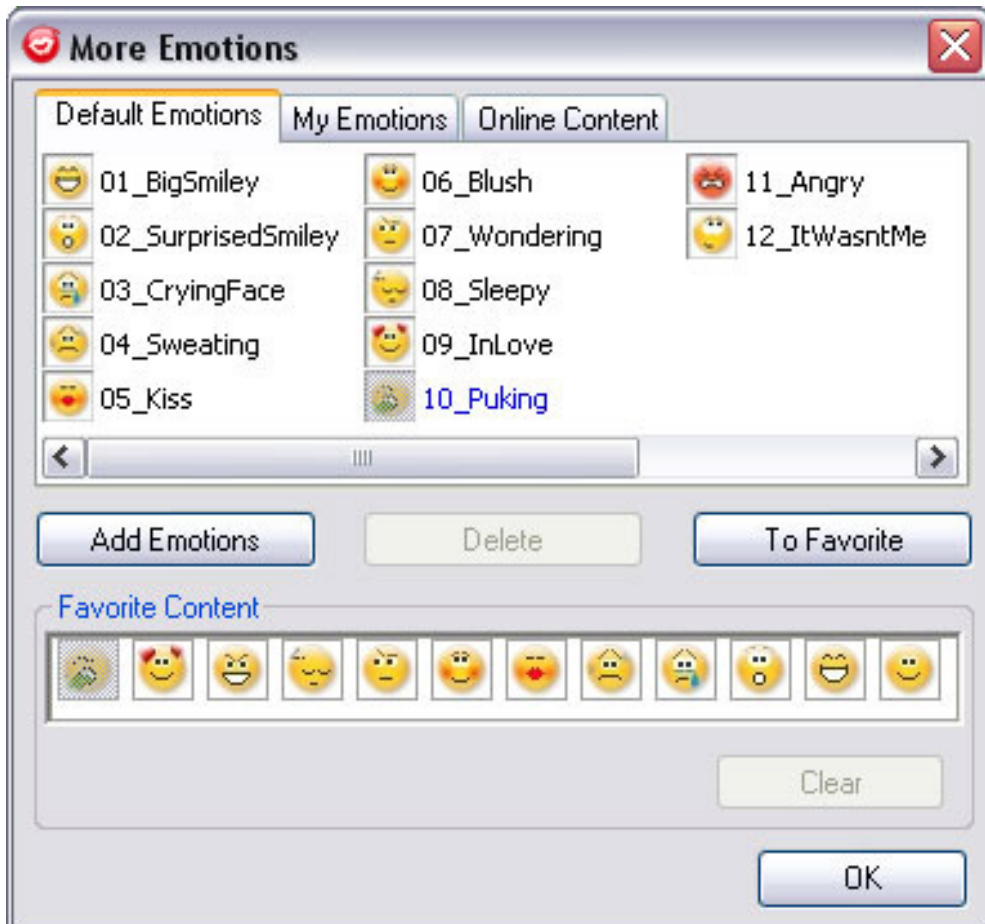 More Emotions
Default Emotions My Emotions Online Content
01_BigSmiley 06_Blush 11_Angry
02_SurprisedSmiley 07_Wondering 12_ItWasntMe
03_CryingFace 08_Sleepy
04_Sweating 09_InLove
05_Kiss 10_Puking
Add Emotions Delete To Favorite
Favorite Content
Clear
OK